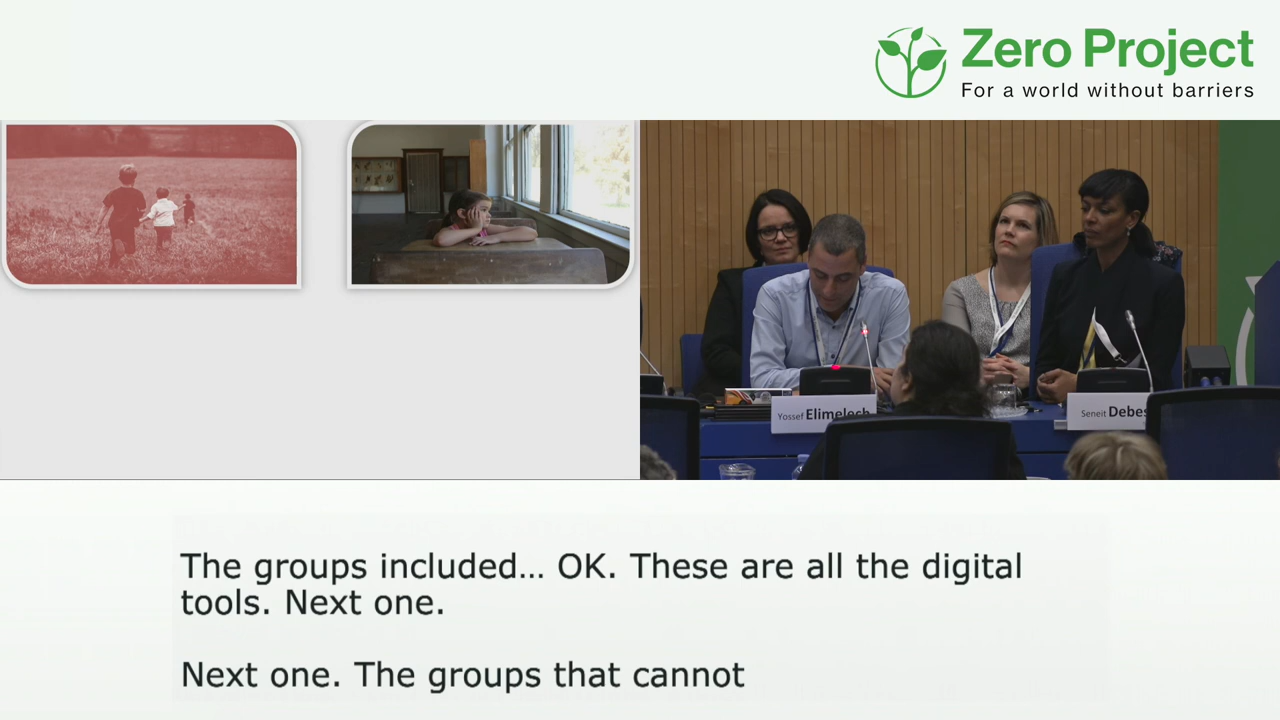 Zero Project
For a world without barriers
Yossef Elimelech
Seneit Debes
The groups included... OK. These are all the digital
tools. Next one.
Next one. The groups that cannot